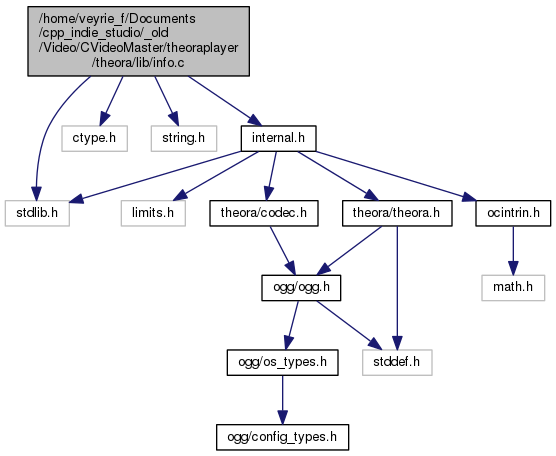 /home/veyrie_f/Documents
/cpp_indie_studio/_old
/Video/CVideoMaster/theoraplayer
/theora/lib/info.c
ctype.h
string.h
internal.h
stdlib.h
limits.h
theora/codec.h
theora/theora.h
ocintrin.h
ogg/ogg.h
math.h
ogg/os_types.h
stddef.h
ogg/config_types.h